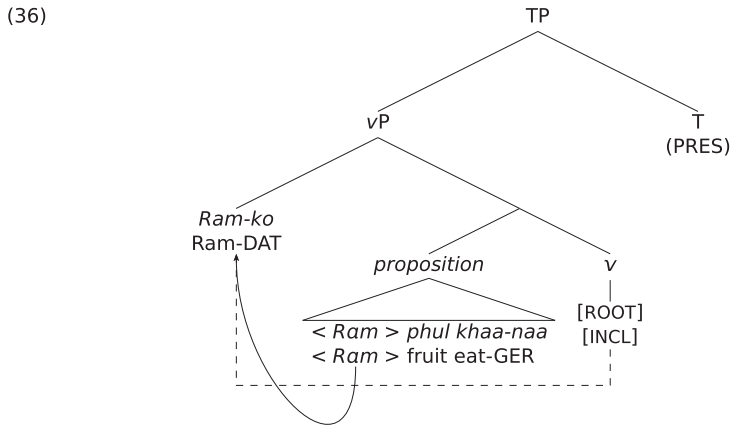 (36)
TP
vP
T
(PRES)
Ram-ko
Ram-DAT
proposition
v
[ROOT]
[INCL]
< Ram > phul khaa-naa
< Ram > fruit eat-GER